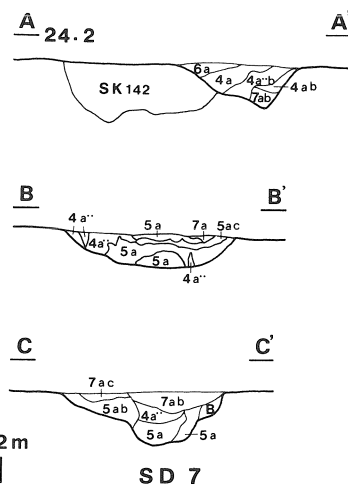 A A'
24.2
6a
SK142 4a 4a··b 4ab
7ab
B B'
4a·· 5a 7a 5ac
4a·· 5a
5a
4a··
C C'
7ac
5ab 7ab
4a·· B
5a 5a
2m
SD 7